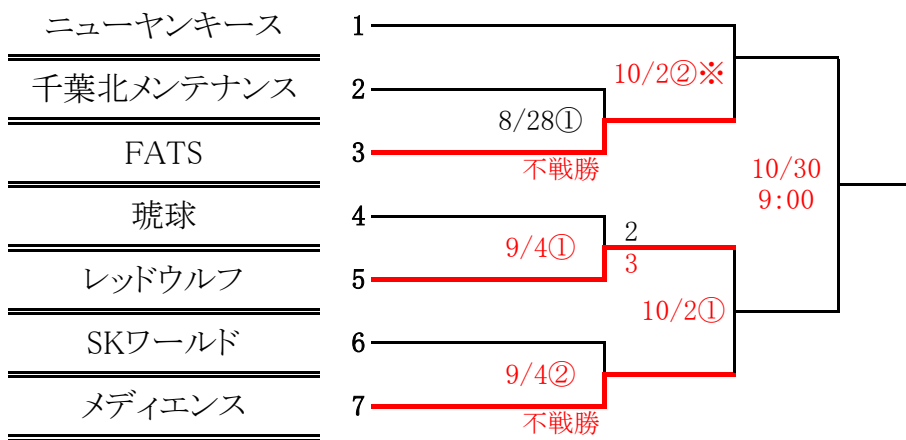 ニューヤンキース 1
千葉北メンテナンス 2
10/2②※
8/28①
FATS 3
不戦勝
10/30
9:00
琉球 4
2
9/4①
3
レッドウルフ 5
10/2①
SKワールド 6
9/4②
メディエンス 7
不戦勝